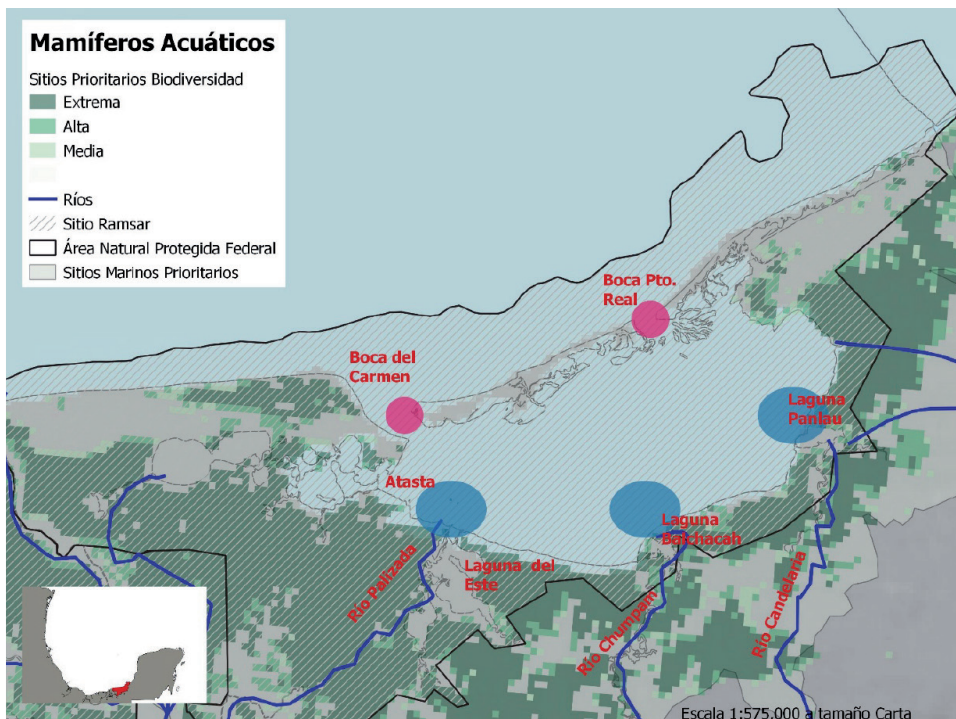 Mamíferos Acuáticos
Sitios Prioritarios Biodiversidad
Extrema
Alta
Media
Ríos
Sitio Ramsar
Área Natural Protegida Federal
Sitios Marinos Prioritarios
Boca Pto.
Real
Boca del
Carmen
Laguna
Panlau
Atasta
Laguna
Balchacah
Laguna del
Este
Río Palizada
Río Chumpam
Río Candelaria
Escala 1:575,000 a tamaño Carta